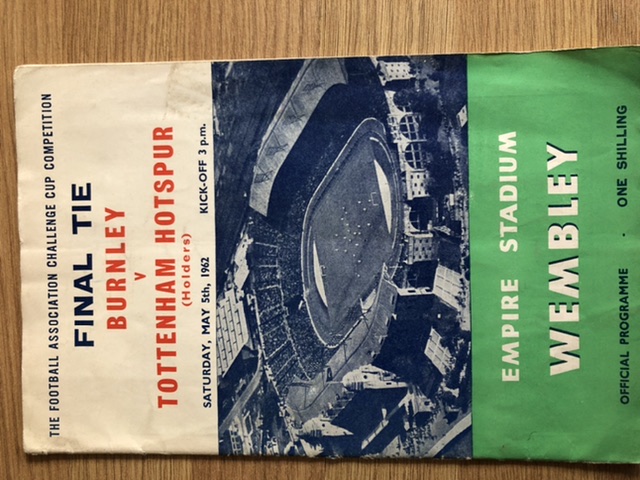 THE FOOTBALL ASSOCIATION CHALLENGE CUP COMPETITION
FINAL TIE
BURNLEY
V
TOTTENHAM HOTSPUR
(Holders)
SATURDAY, MAY 5th, 1962 KICK-OFF 3 p.m.
EMPIRE STADIUM
WEMBLEY
OFFICIAL PROGRAMME · ONE SHILLING